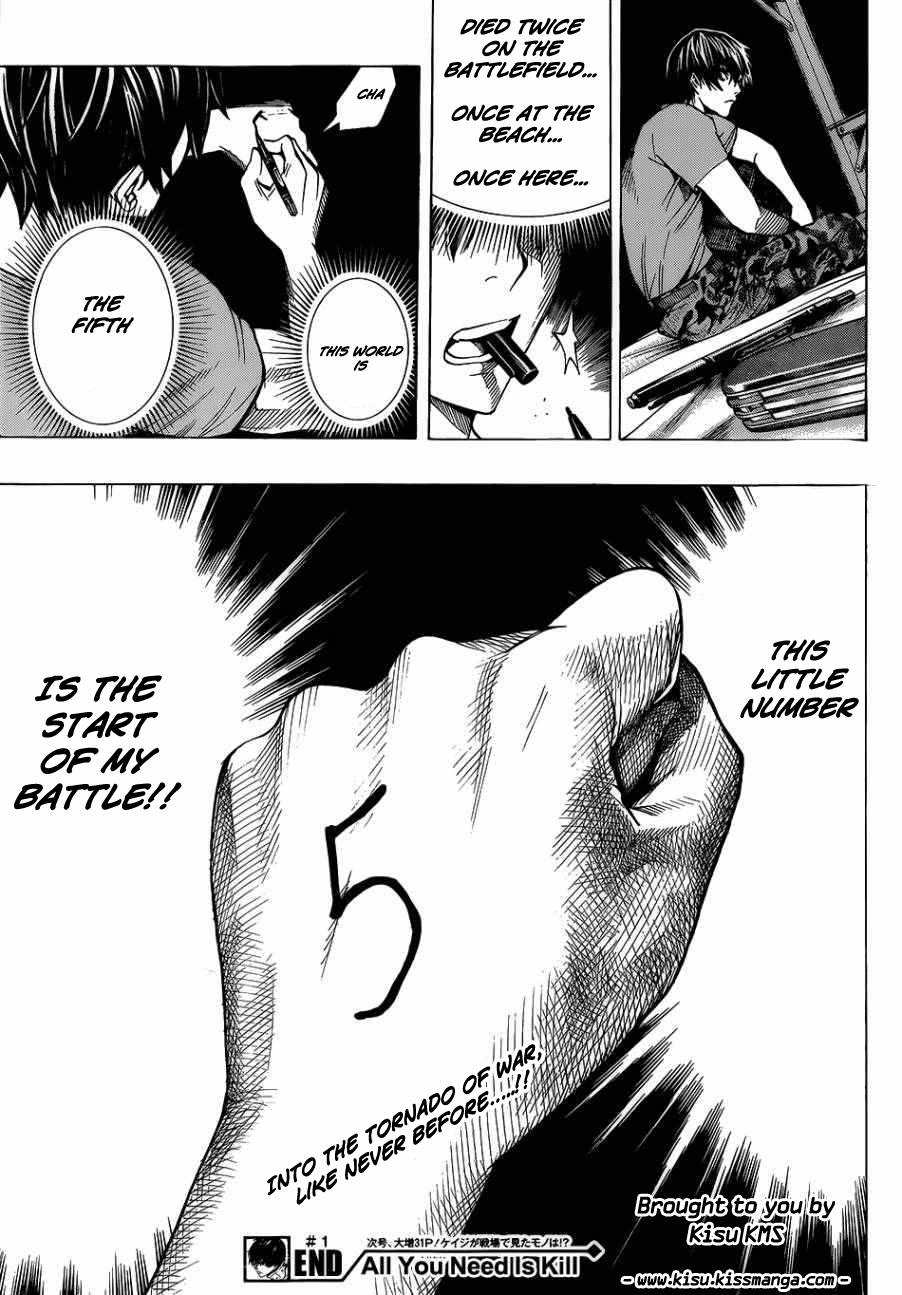 DIED TWICE
ON THE
BATTLEFIELD...
ONCE AT THE
BEACH...
ONCE HERE...
CHA
THIS WORLD
IS
THE
FIFTH
THIS
LITTLE
NUMBER
IS THE
START
OF MY
BATTLE!!
5
INTO THE TORNADO OF WAR,
LIKE NEVER BEFORE.....!!
Brought to you by
Kisu KMS
- www.kisu.kissmanga.com -
#1
END
次号、大増31P!ケイジが戦場で見たモノは!?
All You Need Is Kill